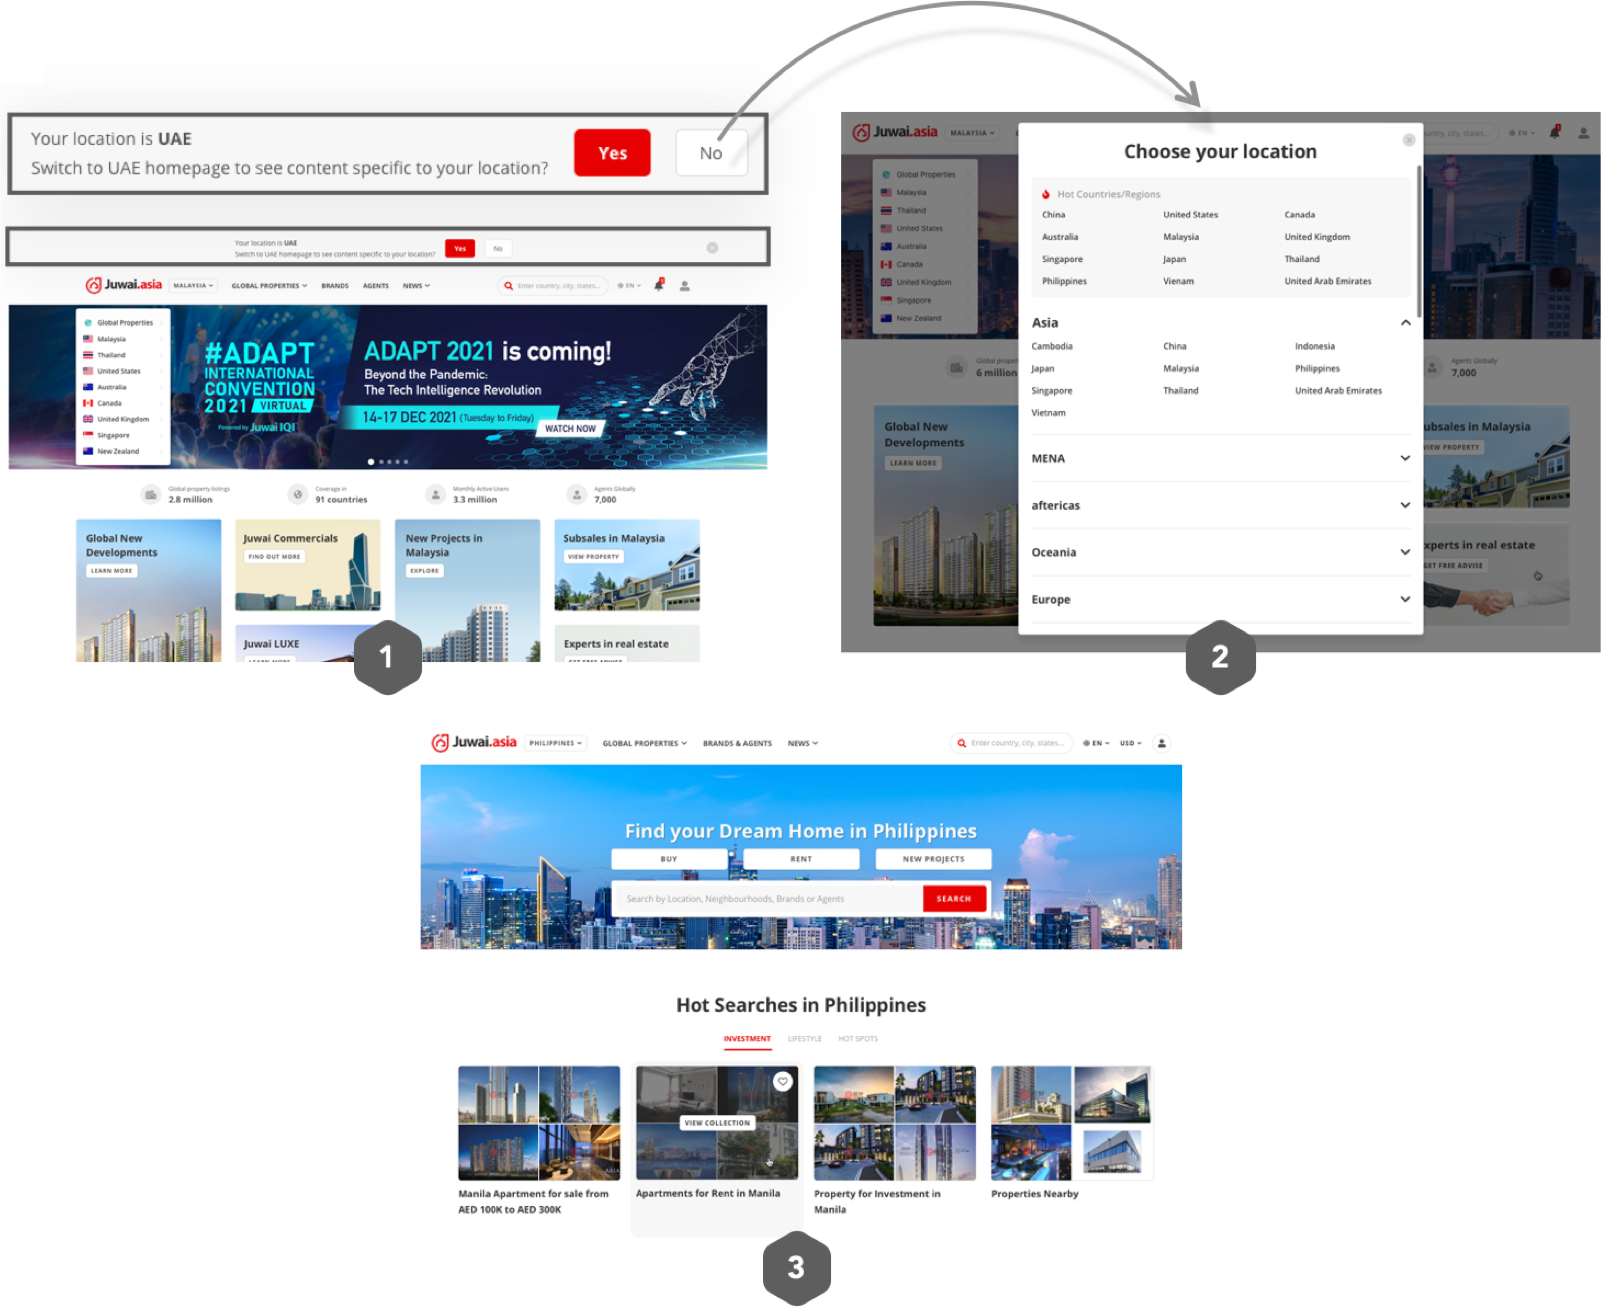 Your location is UAE
Switch to UAE homepage to see content specific to your location?
Yes
No
Your location is UAE
Switch to UAE homepage to see content specific to your location?
Yes
No
Juwai.asia
MALAYSIA
GLOBAL PROPERTIES
BRANDS
AGENTS
NEWS
Enter country, city, states...
EN
Global Properties
Malaysia
Thailand
United States
Australia
Canada
United Kingdom
Singapore
New Zealand
#ADAPT
INTERNATIONAL
CONVENTION
2021 VIRTUAL
Powered by Juwai IQI
ADAPT 2021 is coming!
Beyond the Pandemic:
The Tech Intelligence Revolution
14-17 DEC 2021 (Tuesday to Friday)
WATCH NOW
Global property listings
2.8 million
Coverage in
91 countries
Monthly Active Users
3.3 million
Agents Globally
7,000
Global New
Developments
LEARN MORE
Juwai Commercials
FIND OUT MORE
New Projects in
Malaysia
EXPLORE
Subsales in Malaysia
VIEW PROPERTY
Juwai LUXE
LEARN MORE
Experts in real estate
GET FREE ADVISE
1
Juwai.asia
MALAYSIA
untry, city, states...
EN
Global Properties
Malaysia
Thailand
United States
Australia
Canada
United Kingdom
Singapore
New Zealand
Choose your location
Hot Countries/Regions
China
United States
Canada
Australia
Malaysia
United Kingdom
Singapore
Japan
Thailand
Philippines
Vienam
United Arab Emirates
Asia
Cambodia
China
Indonesia
Japan
Malaysia
Philippines
Singapore
Thailand
United Arab Emirates
Vietnam
MENA
aftericas
Oceania
Europe
Global proper
6 million
Agents Globally
7,000
Global New
Developments
LEARN MORE
ubsales in Malaysia
VIEW PROPERTY
xperts in real estate
GET FREE ADVISE
2
Juwai.asia
PHILIPPINES
GLOBAL PROPERTIES
BRANDS & AGENTS
NEWS
Enter country, city, states...
EN
USD
Find your Dream Home in Philippines
BUY
RENT
NEW PROJECTS
Search by Location, Neighbourhoods, Brands or Agents
SEARCH
Hot Searches in Philippines
INVESTMENT
LIFESTYLE
HOT SPOTS
VIEW COLLECTION
Manila Apartment for sale from
AED 100K to AED 300K
Apartments for Rent in Manila
Property for Investment in
Manila
Properties Nearby
3